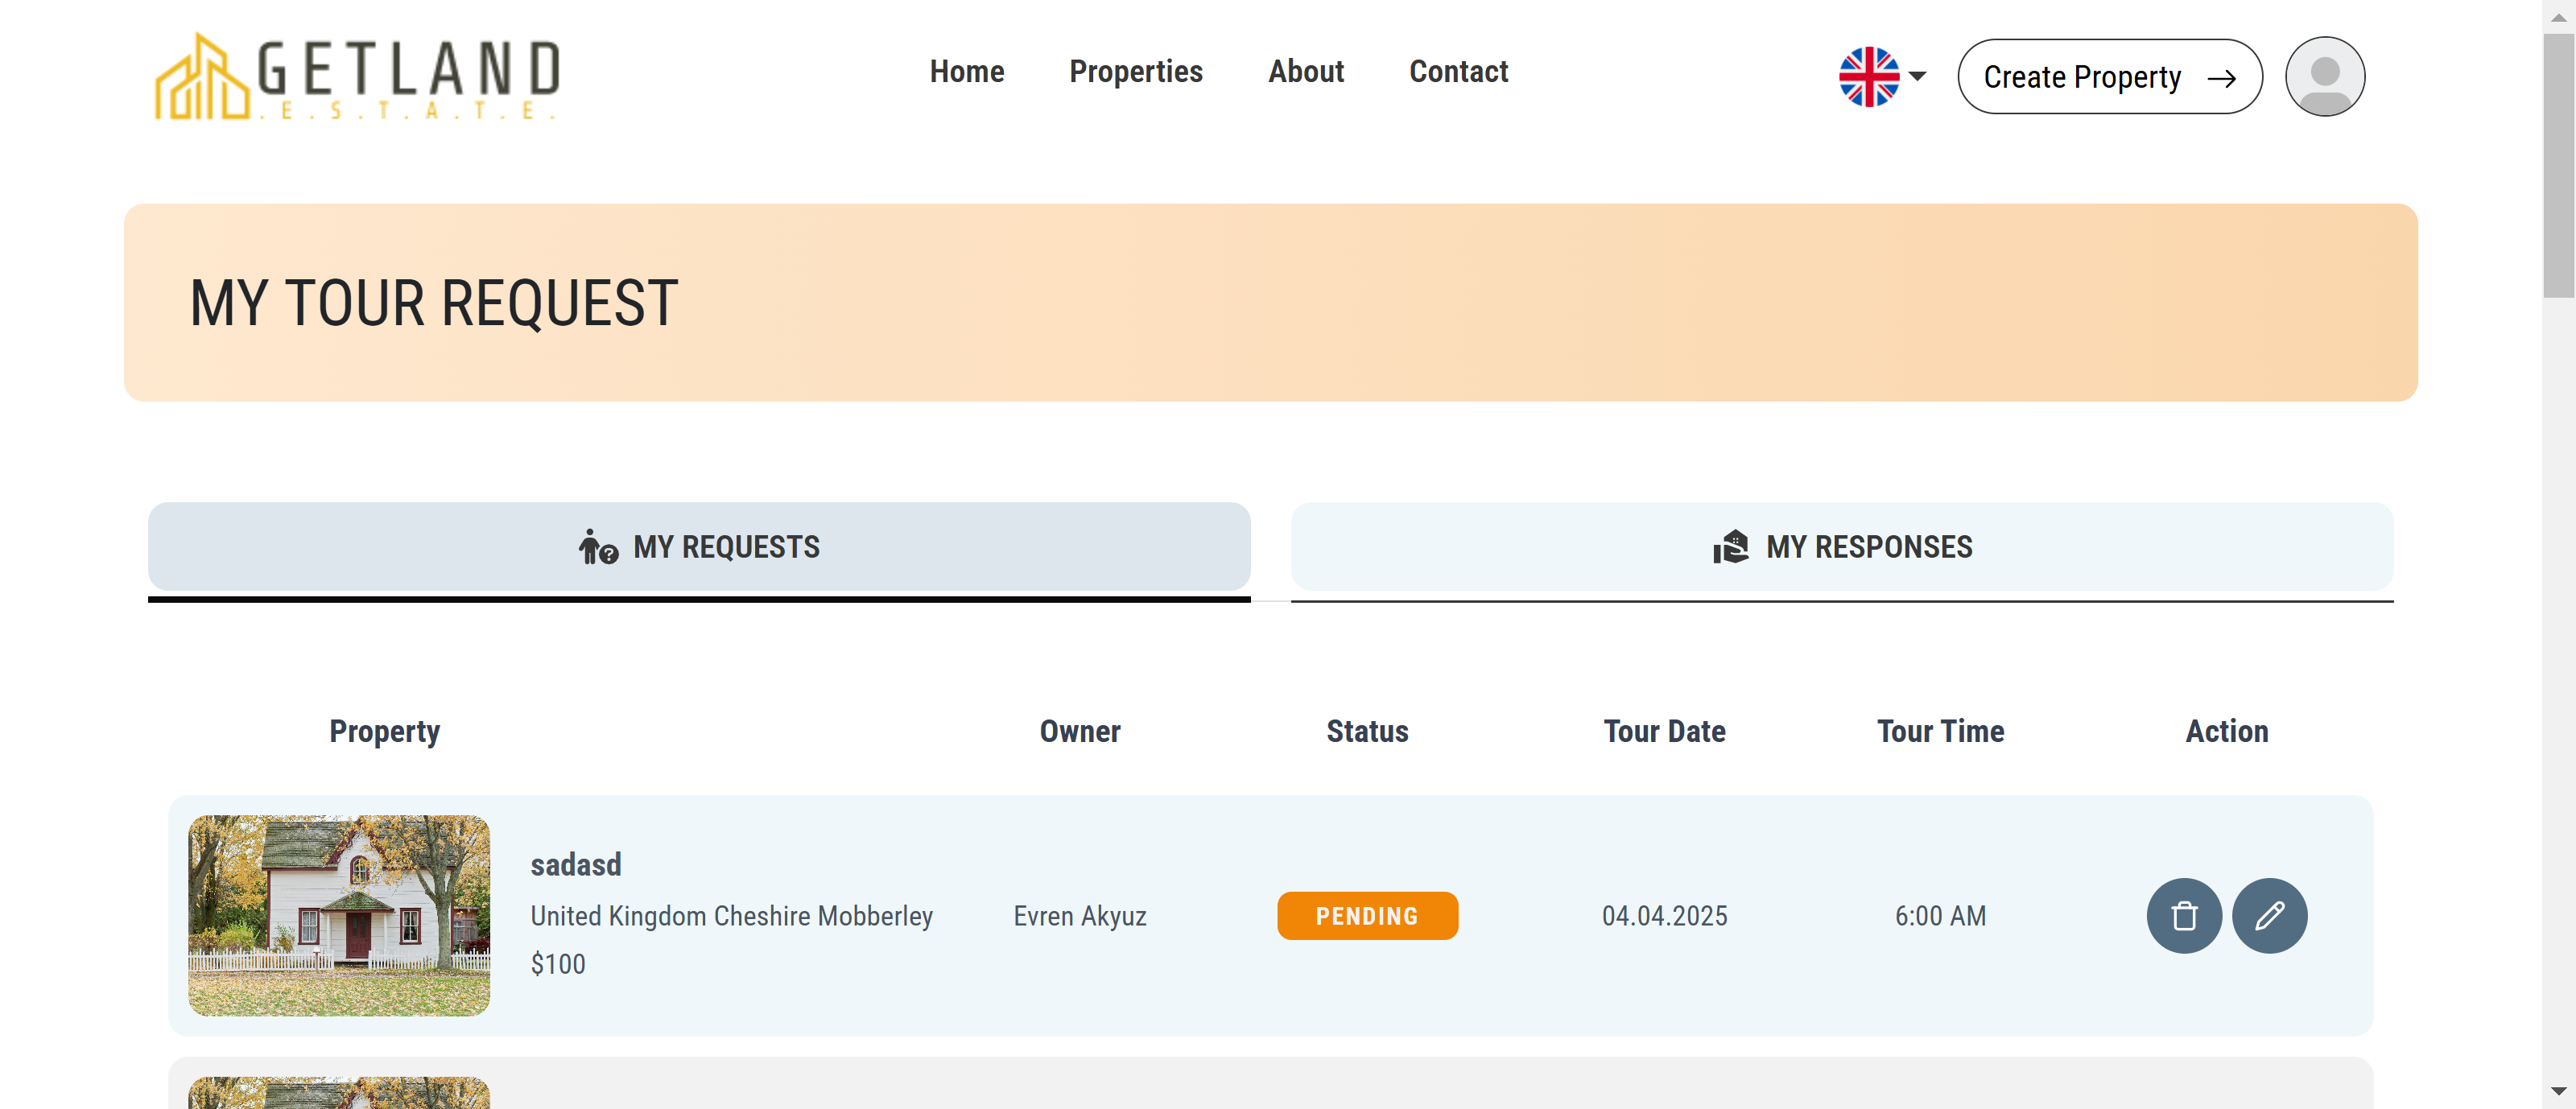 GETLAND
.E.S.T.A.T.E.
Home Properties About Contact
Create Property
MY TOUR REQUEST
MY REQUESTS
MY RESPONSES
Property Owner Status Tour Date Tour Time Action
sadasd
United Kingdom Cheshire Mobberley
$100
Evren Akyuz
PENDING
04.04.2025
6:00 AM